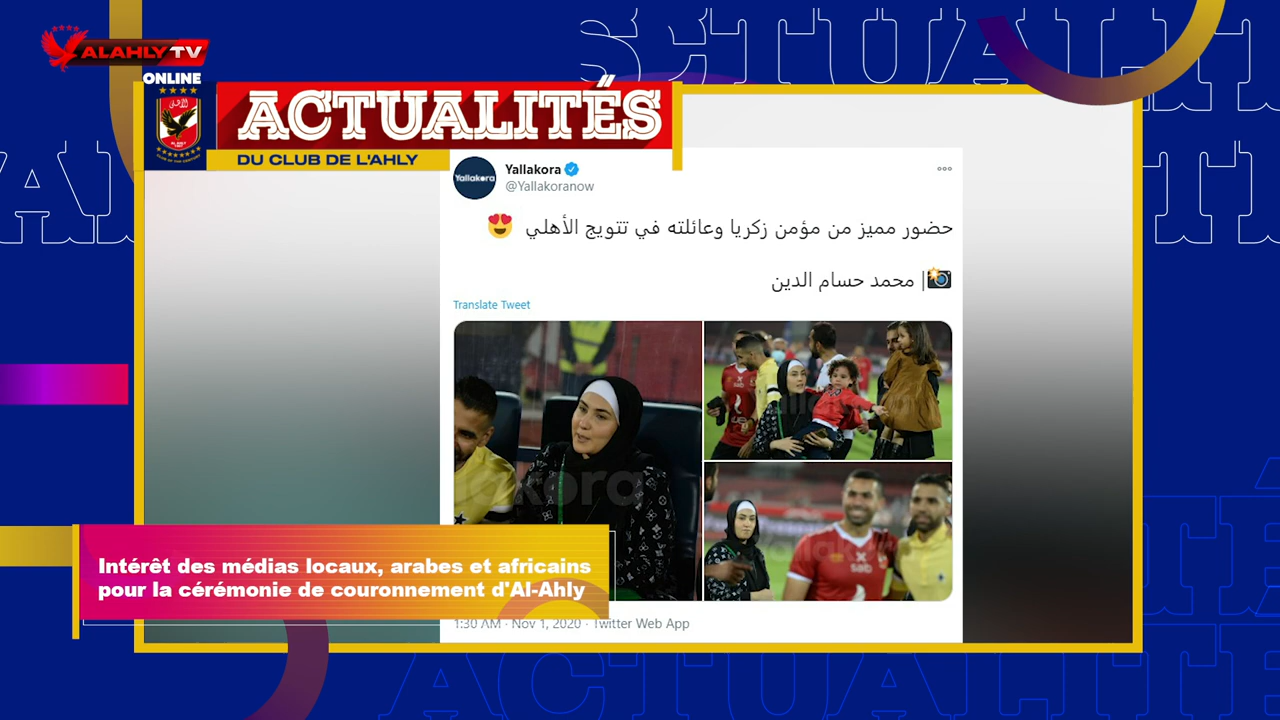 ALAHLY TV
ONLINE
ACTUALITÉS
DU CLUB DE L'AHLY
Yallakora
Yallakora
@Yallakoranow
حضور مميز من مؤمن زكريا وعائلته في تتويج الأهلي 😍
📸| محمد حسام الدين
Translate Tweet
Intérêt des médias locaux, arabes et africains
pour la cérémonie de couronnement d'Al-Ahly
1:30 AM · Nov 1, 2020 · Twitter Web App